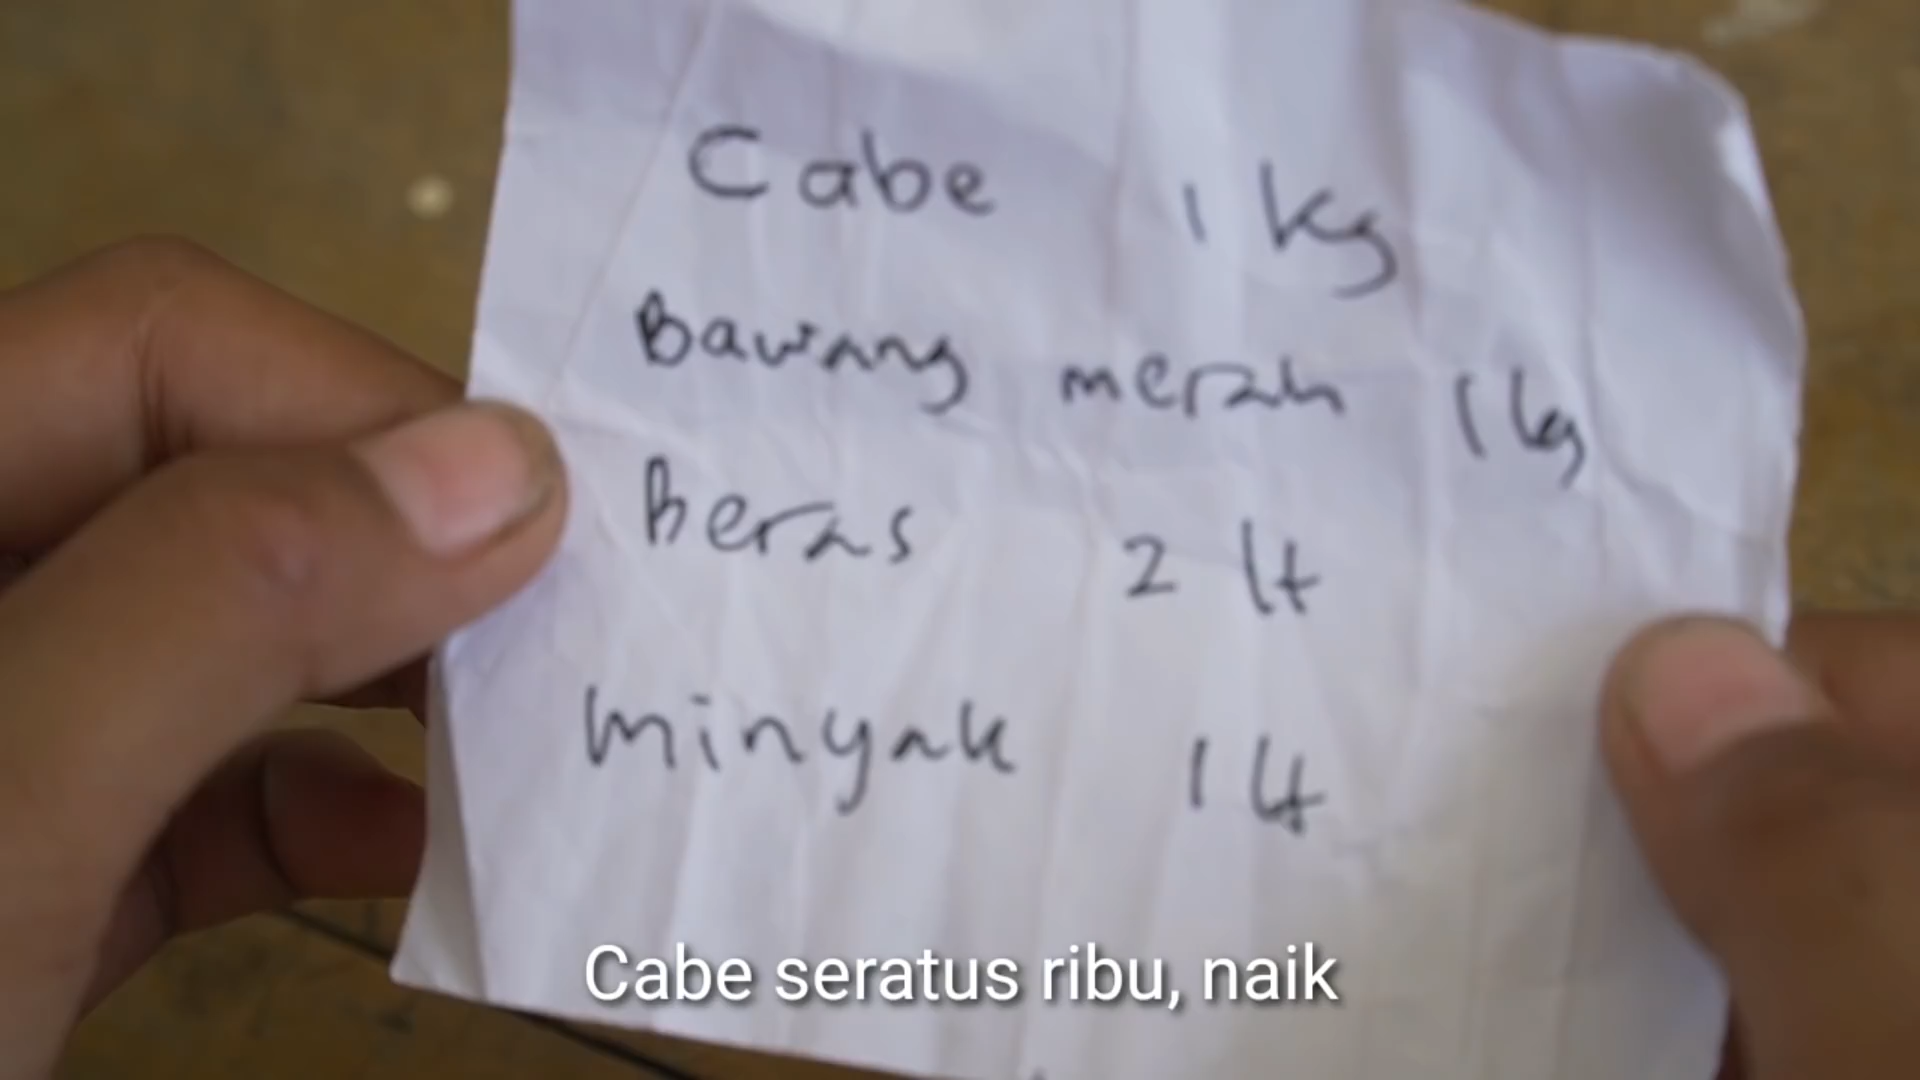 Cabe 1 kg
Bawang merah 1 kg
Beras 2 lt
Minyak 1 lt
Cabe seratus ribu, naik